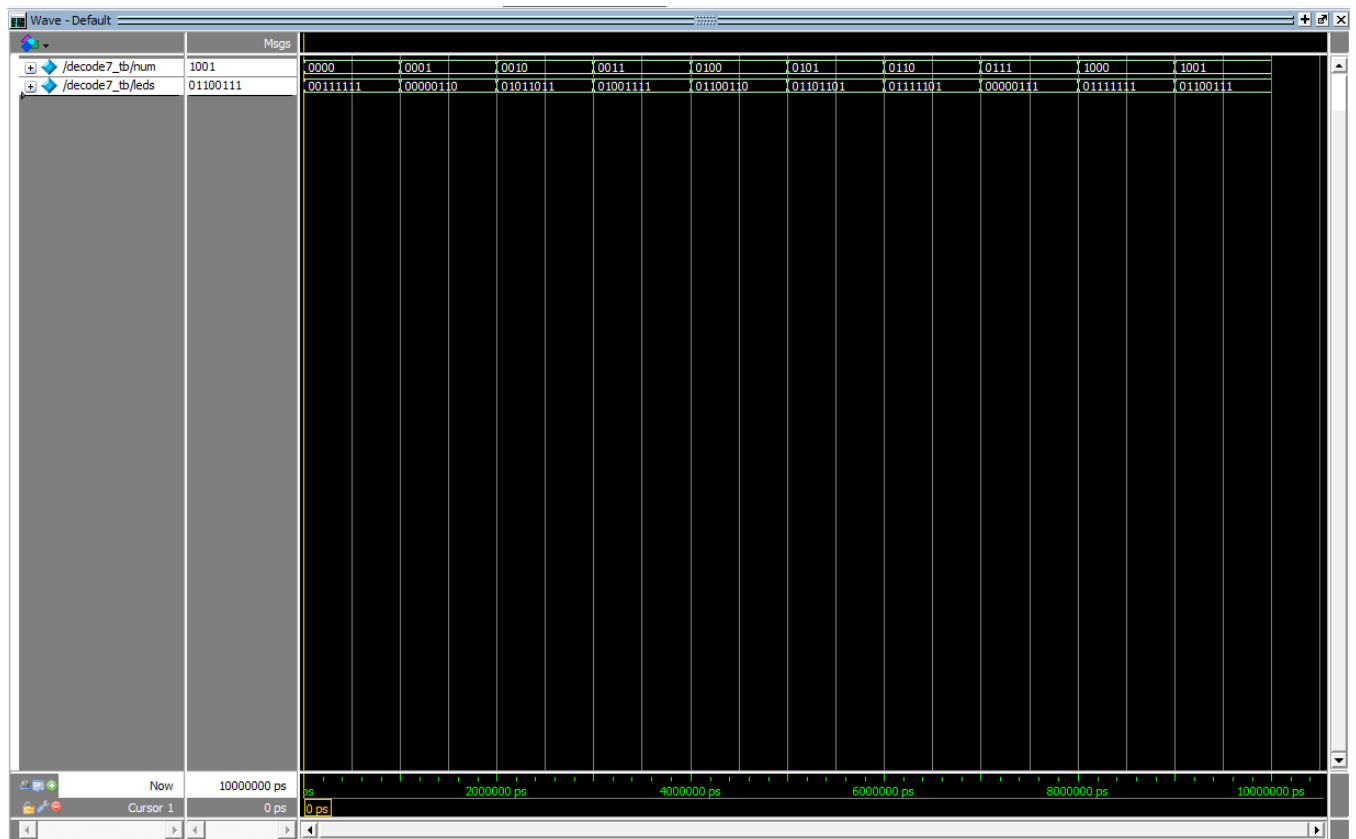 Wave - Default
Msgs
/decode7_tb/num 1001 0000 0001 0010 0011 0100 0101 0110 0111 1000 1001
/decode7_tb/leds 01100111 00111111 00000110 01011011 01001111 01100110 01101101 01111101 00000111 01111111 01100111
Now 10000000 ps ps 2000000 ps 4000000 ps 6000000 ps 8000000 ps 10000000 ps
Cursor 1 0 ps 0 ps